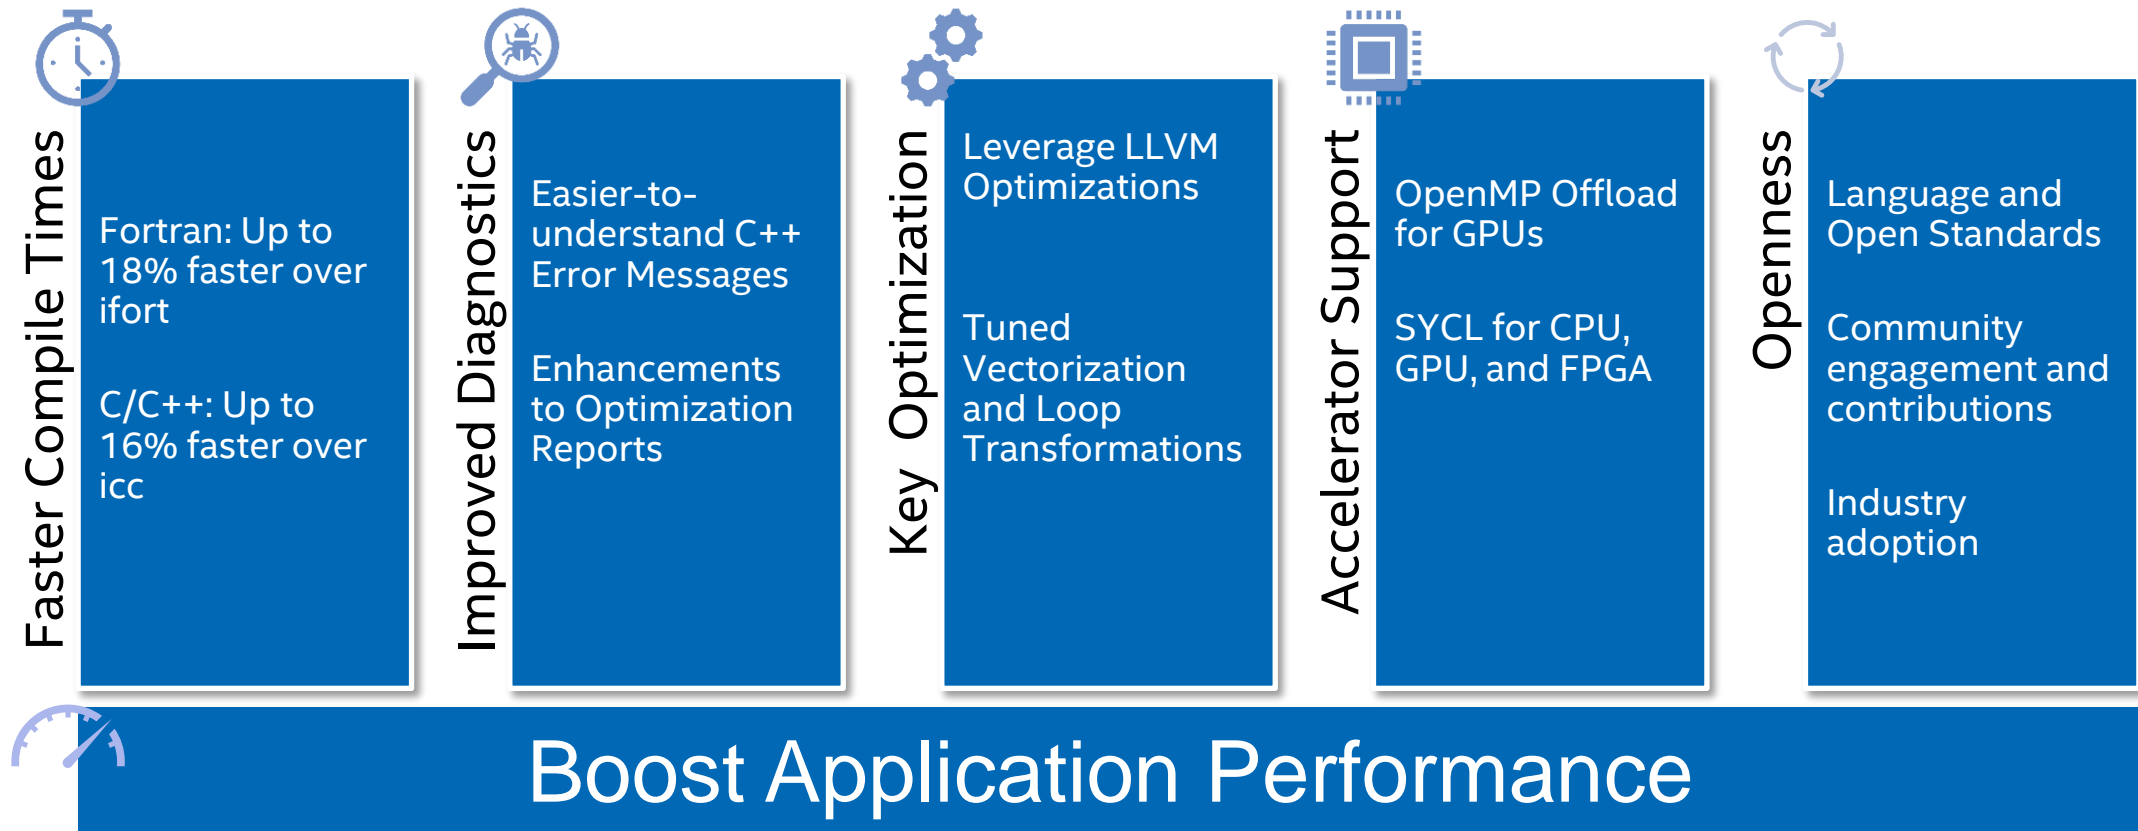 Faster Compile Times
Fortran: Up to
18% faster over
ifort
C/C++: Up to
16% faster over
icc
Improved Diagnostics
Easier-to-
understand C++
Error Messages
Enhancements
to Optimization
Reports
Key Optimization
Leverage LLVM
Optimizations
Tuned
Vectorization
and Loop
Transformations
Accelerator Support
OpenMP Offload
for GPUs
SYCL for CPU,
GPU, and FPGA
Openness
Language and
Open Standards
Community
engagement and
contributions
Industry
adoption
Boost Application Performance